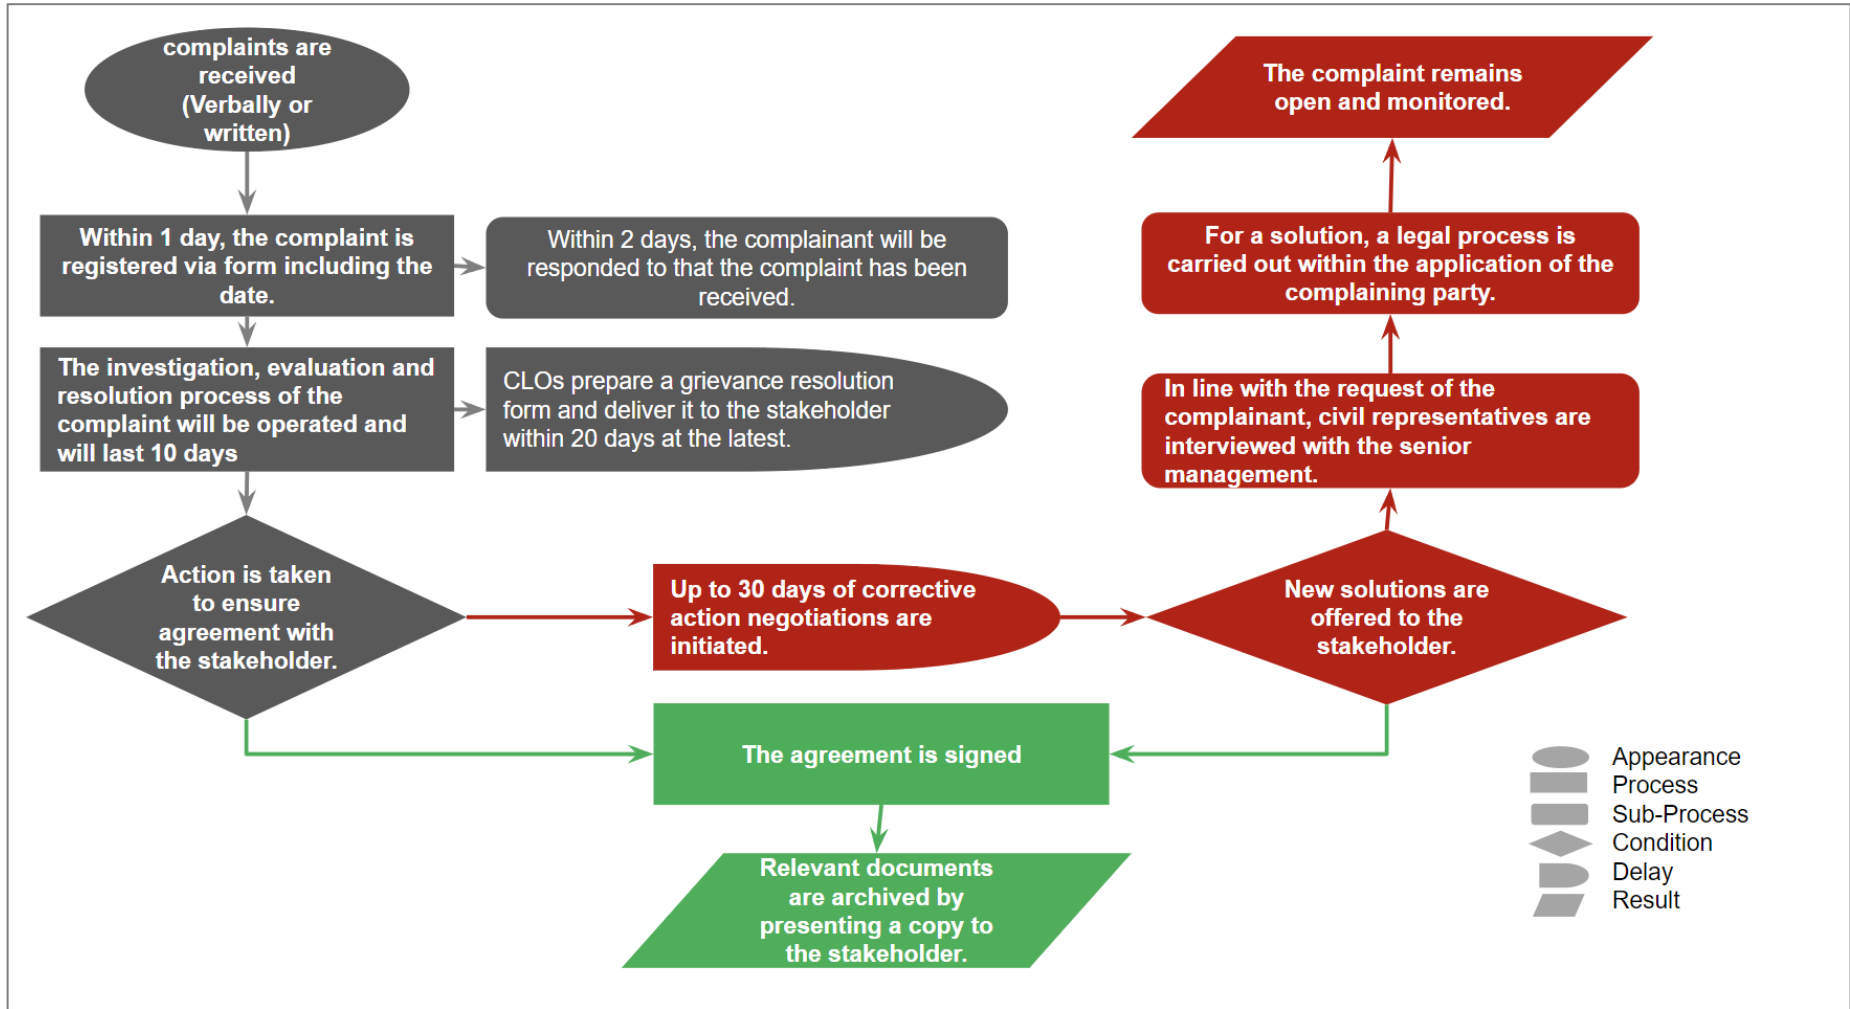 complaints are
received
(Verbally or
written)
Within 1 day, the complaint is
registered via form including the
date.
Within 2 days, the complainant will be
responded to that the complaint has been
received.
The investigation, evaluation and
resolution process of the
complaint will be operated and
will last 10 days
CLOs prepare a grievance resolution
form and deliver it to the stakeholder
within 20 days at the latest.
Action is taken
to ensure
agreement with
the stakeholder.
Up to 30 days of corrective
action negotiations are
initiated.
New solutions are
offered to the
stakeholder.
In line with the request of the
complainant, civil representatives are
interviewed with the senior
management.
For a solution, a legal process is
carried out within the application of the
complaining party.
The complaint remains
open and monitored.
The agreement is signed
Relevant documents
are archived by
presenting a copy to
the stakeholder.
Appearance
Process
Sub-Process
Condition
Delay
Result